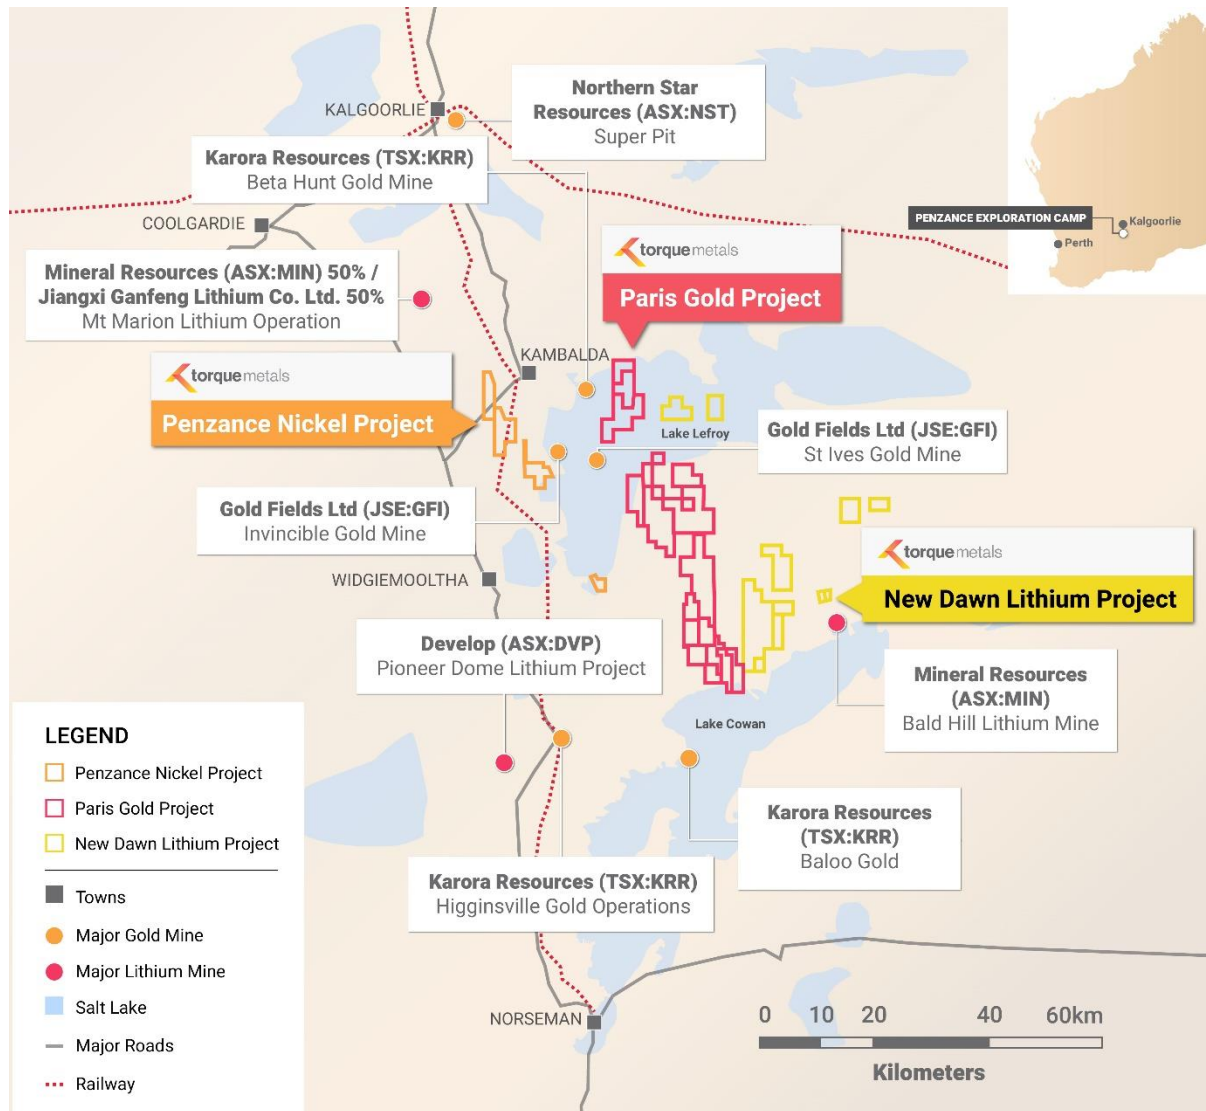 KALGOORLIE
Northern Star
Resources (ASX:NST)
Super Pit
Karora Resources (TSX:KRR)
Beta Hunt Gold Mine
COOLGARDIE
PENZANCE EXPLORATION CAMP
Kalgoorlie
Perth
Mineral Resources (ASX:MIN) 50% /
Jiangxi Ganfeng Lithium Co. Ltd. 50%
Mt Marion Lithium Operation
torquemetals
Paris Gold Project
KAMBALDA
torquemetals
Penzance Nickel Project
Lake Lefroy
Gold Fields Ltd (JSE:GFI)
St Ives Gold Mine
Gold Fields Ltd (JSE:GFI)
Invincible Gold Mine
WIDGIEMOOLTHA
torquemetals
New Dawn Lithium Project
Develop (ASX:DVP)
Pioneer Dome Lithium Project
Mineral Resources
(ASX:MIN)
Bald Hill Lithium Mine
Lake Cowan
Karora Resources
(TSX:KRR)
Baloo Gold
Karora Resources (TSX:KRR)
Higginsville Gold Operations
NORSEMAN
LEGEND
Penzance Nickel Project
Paris Gold Project
New Dawn Lithium Project
Towns
Major Gold Mine
Major Lithium Mine
Salt Lake
Major Roads
Railway
0 10 20 40 60km
Kilometers